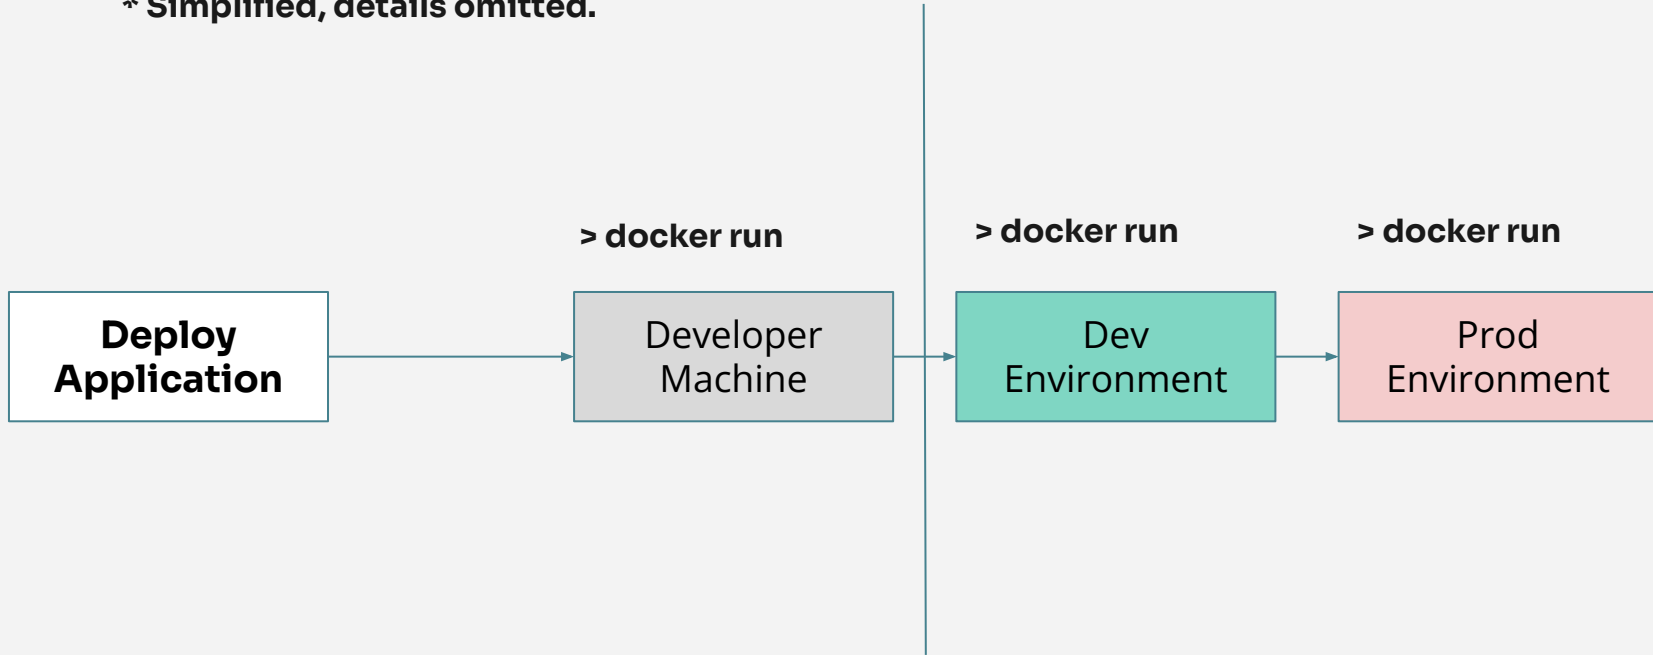 * Simplified, details omitted.
> docker run
> docker run
> docker run
Deploy
Application
Developer
Machine
Dev
Environment
Prod
Environment